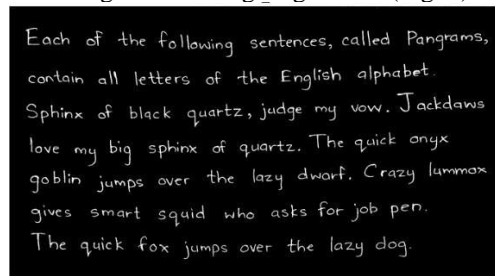 Each of the following sentences, called Pangrams,
contain all letters of the English alphabet.
Sphinx of black quartz, judge my vow. Jackdaws
love my big sphinx of quartz. The quick onyx
goblin jumps over the lazy dwarf. Crazy lummox
gives smart squid who asks for job pen.
The quick fox jumps over the lazy dog.